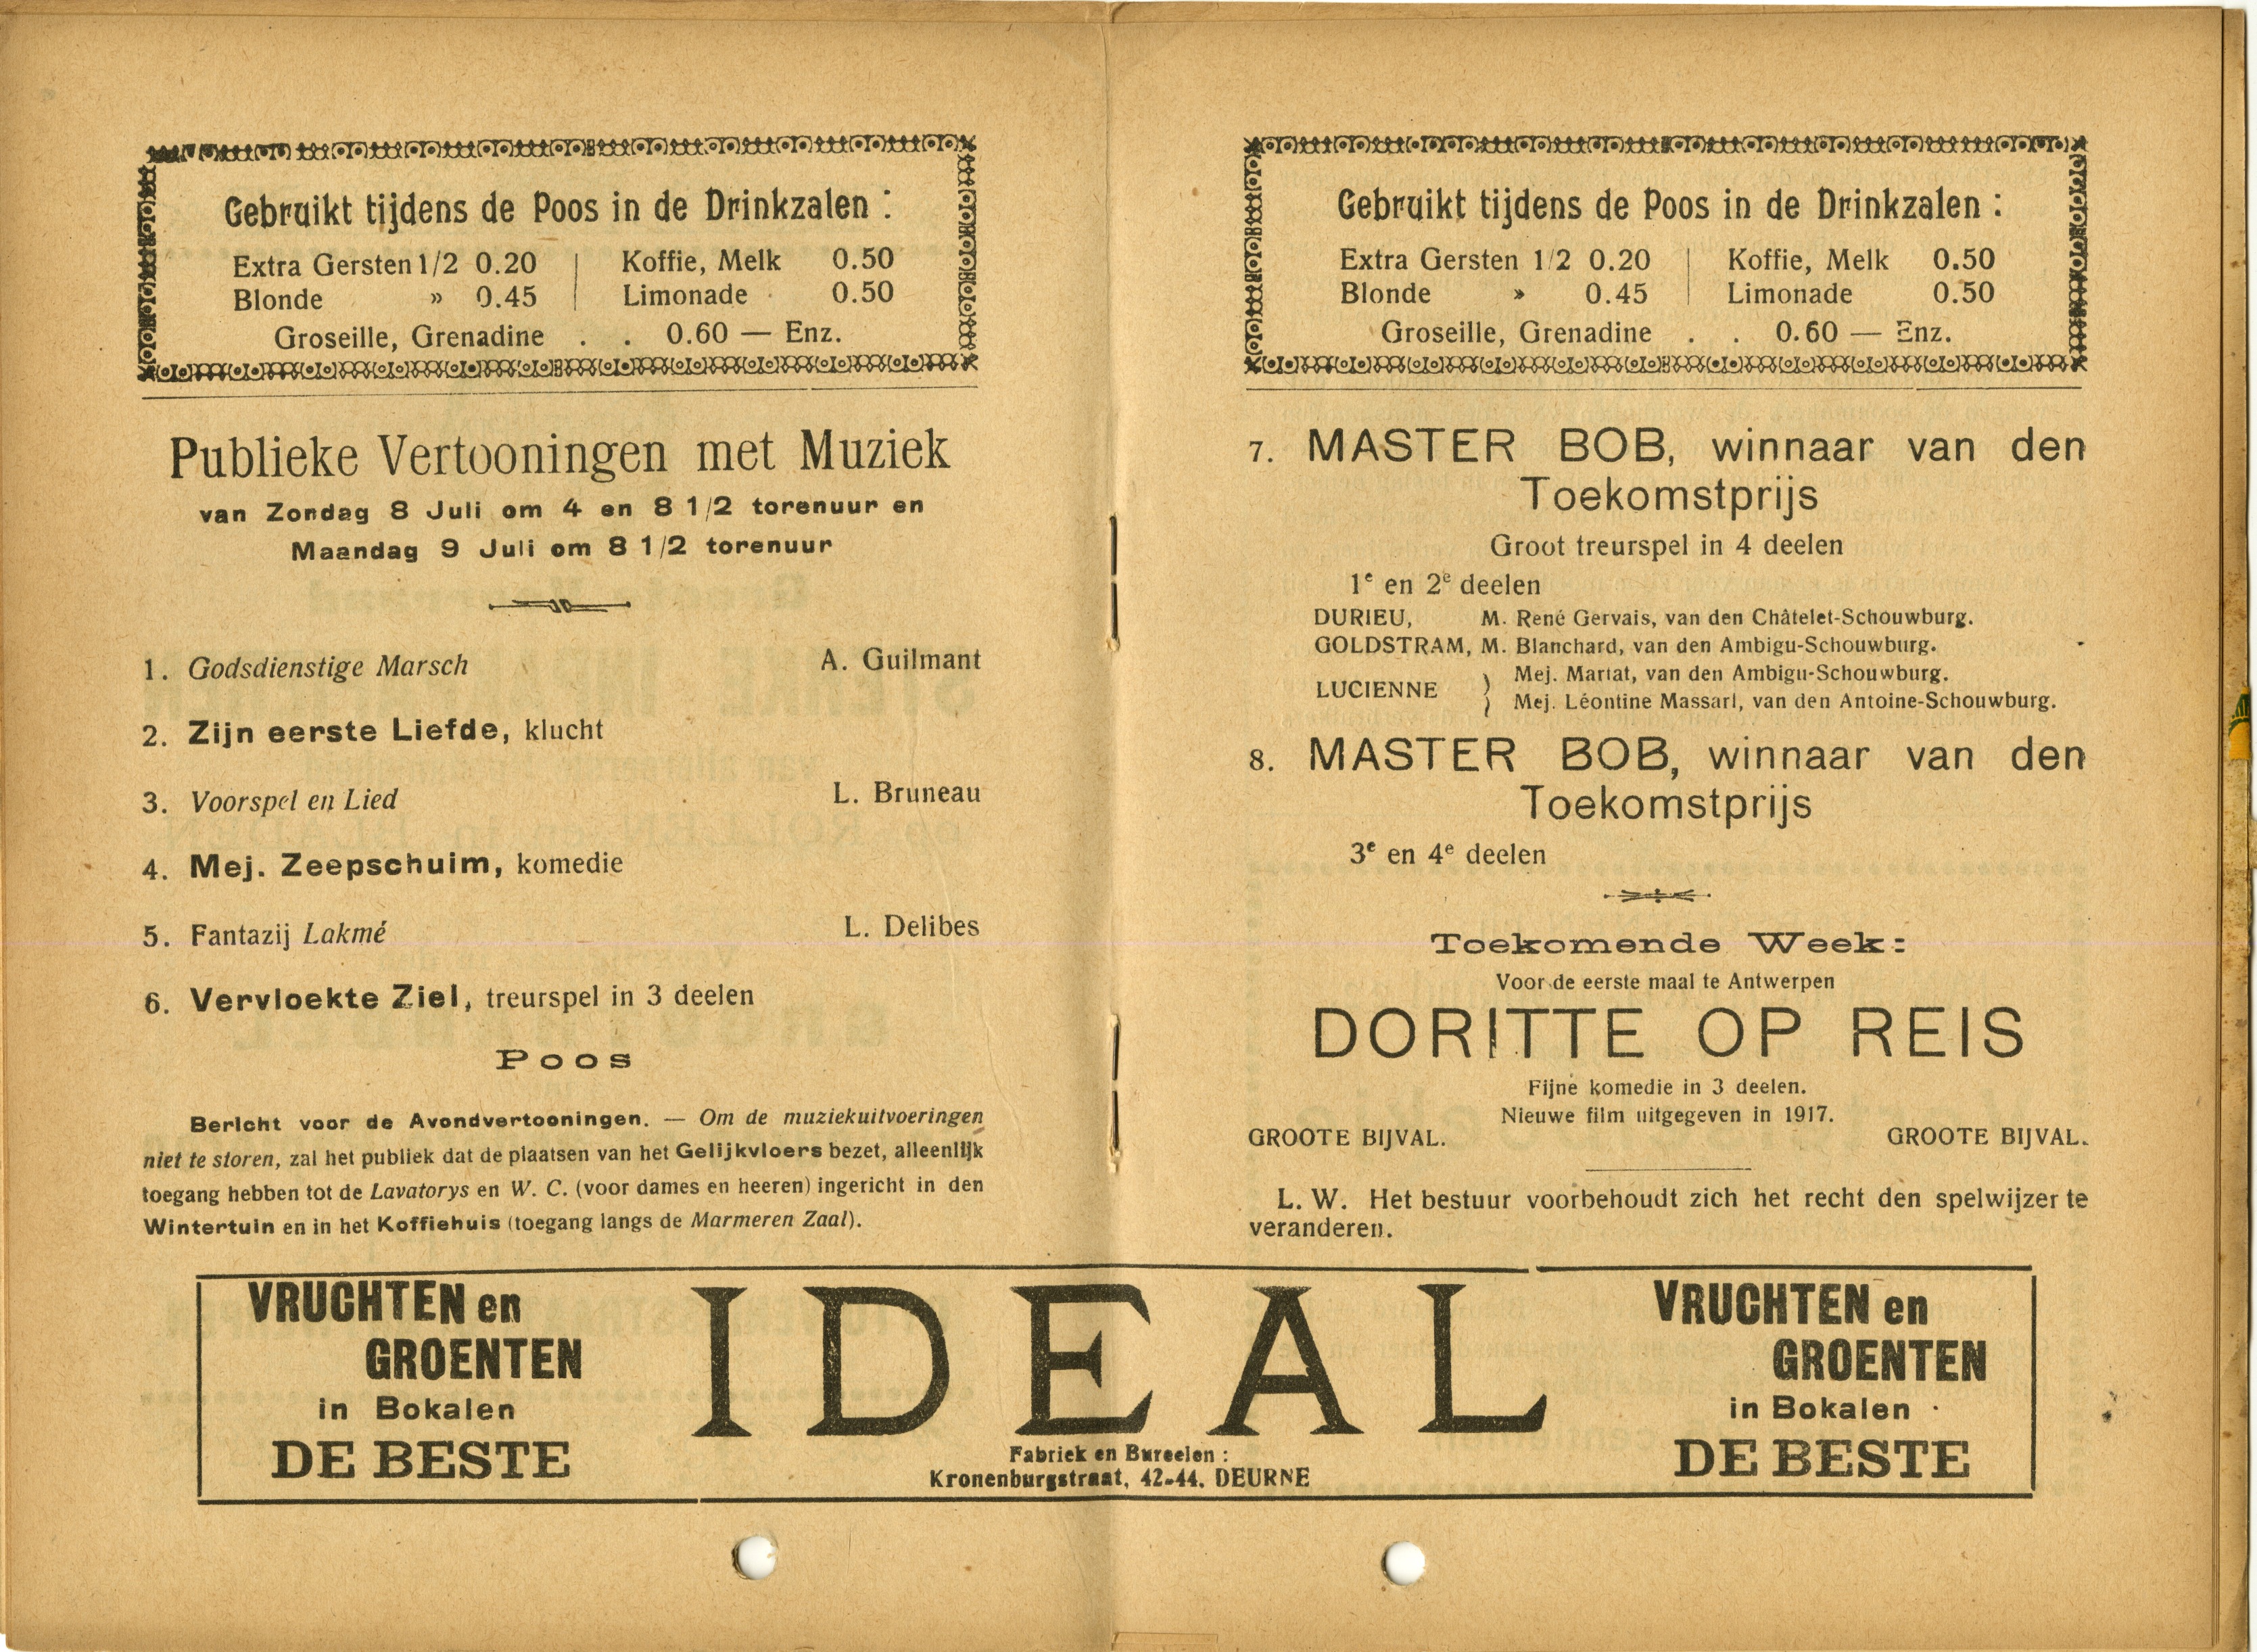 Gebruikt tijdens de Poos in de Drinkzalen :
Extra Gersten 1/2 0.20 | Koffie, Melk 0.50
Blonde » 0.45 | Limonade 0.50
Groseille, Grenadine . . 0.60 — Enz.
Publieke Vertooningen met Muziek
van Zondag 8 Juli om 4 en 8 1/2 torenuur en
Maandag 9 Juli om 8 1/2 torenuur
1. Godsdienstige Marsch A. Guilmant
2. Zijn eerste Liefde, klucht
3. Voorspel en Lied L. Bruneau
4. Mej. Zeepschuim, komedie
5. Fantazij Lakmé L. Delibes
6. Vervloekte Ziel, treurspel in 3 deelen
Poos
Bericht voor de Avondvertooningen. — Om de muziekuitvoeringen
niet te storen, zal het publiek dat de plaatsen van het Gelijkvloers bezet, alleenlijk
toegang hebben tot de Lavatorys en W. C. (voor dames en heeren) ingericht in den
Wintertuin en in het Koffiehuis (toegang langs de Marmeren Zaal).
Gebruikt tijdens de Poos in de Drinkzalen :
Extra Gersten 1/2 0.20 | Koffie, Melk 0.50
Blonde » 0.45 | Limonade 0.50
Groseille, Grenadine . . 0.60 — Enz.
7. MASTER BOB, winnaar van den
Toekomstprijs
Groot treurspel in 4 deelen
1e en 2e deelen
DURIEU, M. René Gervais, van den Châtelet-Schouwburg.
GOLDSTRAM, M. Blanchard, van den Ambigu-Schouwburg.
LUCIENNE } Mej. Martat, van den Ambigu-Schouwburg.
Mej. Léontine Massarl, van den Antoine-Schouwburg.
8. MASTER BOB, winnaar van den
Toekomstprijs
3e en 4e deelen
Toekomende Week:
Voor de eerste maal te Antwerpen
DORITTE OP REIS
Fijne komedie in 3 deelen.
Nieuwe film uitgegeven in 1917.
GROOTE BIJVAL. GROOTE BIJVAL.
L. W. Het bestuur voorbehoudt zich het recht den spelwijzer te
veranderen.
VRUCHTEN en
GROENTEN
in Bokalen
DE BESTE
IDEAL
Fabriek en Bureelen :
Kronenburgstraat, 42-44, DEURNE
VRUCHTEN en
GROENTEN
in Bokalen
DE BESTE